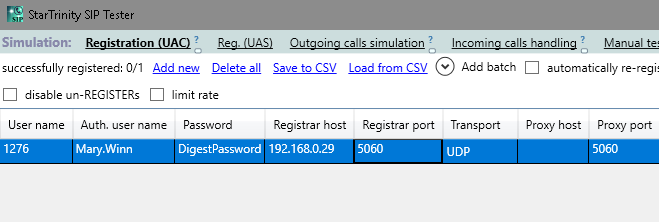 StarTrinity SIP Tester
Simulation: Registration (UAC) ? Reg. (UAS) Outgoing calls simulation ? Incoming calls handling ? Manual test
successfully registered: 0/1 Add new Delete all Save to CSV Load from CSV Add batch automatically re-reg
disable un-REGISTERs limit rate
User name Auth. user name Password Registrar host Registrar port Transport Proxy host Proxy port
1276 Mary.Winn DigestPassword 192.168.0.29 5060 UDP 5060